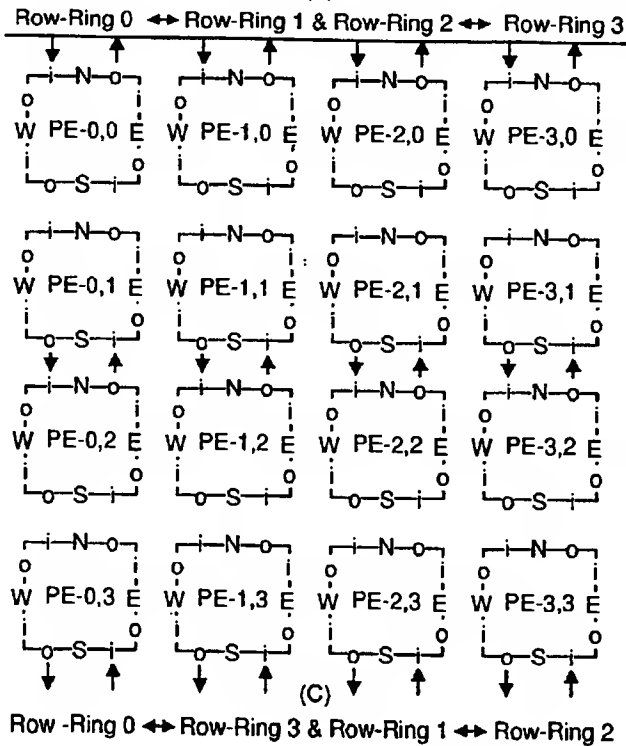 Row-Ring 0 ↔ Row-Ring 1 & Row-Ring 2 ↔ Row-Ring 3
i N o i N o i N o i N o
o i o i o i o i
W PE-0,0 E W PE-1,0 E W PE-2,0 E W PE-3,0 E
i o i o i o i o
o S i o S i o S i o S i
i N o i N o i N o i N o
o i o i o i o i
W PE-0,1 E W PE-1,1 E W PE-2,1 E W PE-3,1 E
i o i o i o i o
o S i o S i o S i o S i
i N o i N o i N o i N o
o i o i o i o i
W PE-0,2 E W PE-1,2 E W PE-2,2 E W PE-3,2 E
i o i o i o i o
o S i o S i o S i o S i
i N o i N o i N o i N o
o i o i o i o i
W PE-0,3 E W PE-1,3 E W PE-2,3 E W PE-3,3 E
i o i o i o i o
o S i o S i o S i o S i
(C)
Row -Ring 0 ↔ Row-Ring 3 & Row-Ring 1 ↔ Row-Ring 2